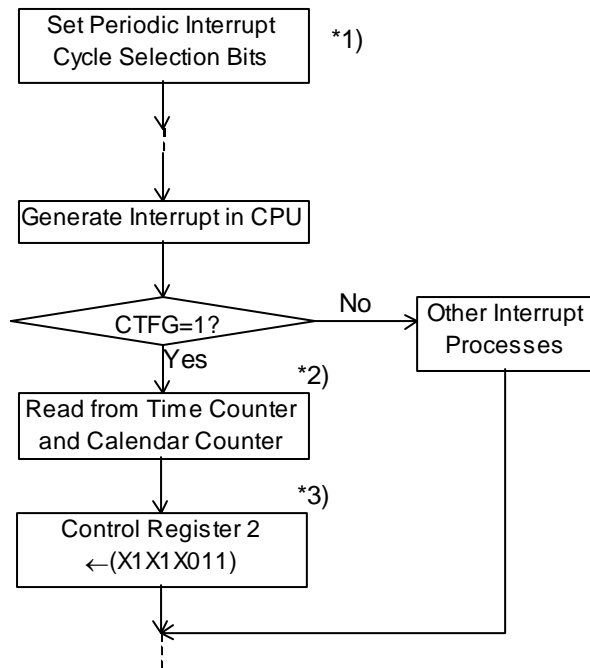 Set Periodic Interrupt
Cycle Selection Bits
*1)
Generate Interrupt in CPU
CTFG=1?
No
Other Interrupt
Processes
Yes
*2)
Read from Time Counter
and Calendar Counter
*3)
Control Register 2
←(X1X1X011)